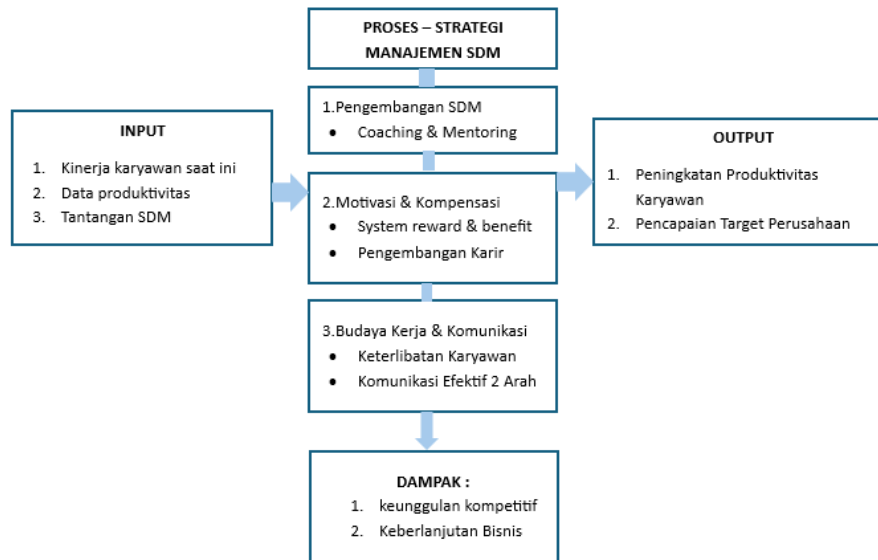 PROSES – STRATEGI
MANAJEMEN SDM
1.Pengembangan SDM
• Coaching & Mentoring
INPUT
1. Kinerja karyawan saat ini
2. Data produktivitas
3. Tantangan SDM
2.Motivasi & Kompensasi
• System reward & benefit
• Pengembangan Karir
OUTPUT
1. Peningkatan Produktivitas
Karyawan
2. Pencapaian Target Perusahaan
3.Budaya Kerja & Komunikasi
• Keterlibatan Karyawan
• Komunikasi Efektif 2 Arah
DAMPAK :
1. keunggulan kompetitif
2. Keberlanjutan Bisnis